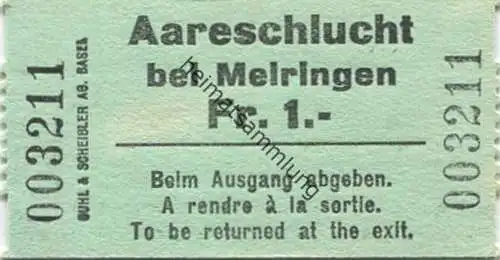 003211
GUHL & SCHEIBLER AG. BASEL
Aareschlucht
bei Meiringen
Fr. 1.-
Beim Ausgang abgeben.
A rendre à la sortie.
To be returned at the exit.
003211
heimatsammlung